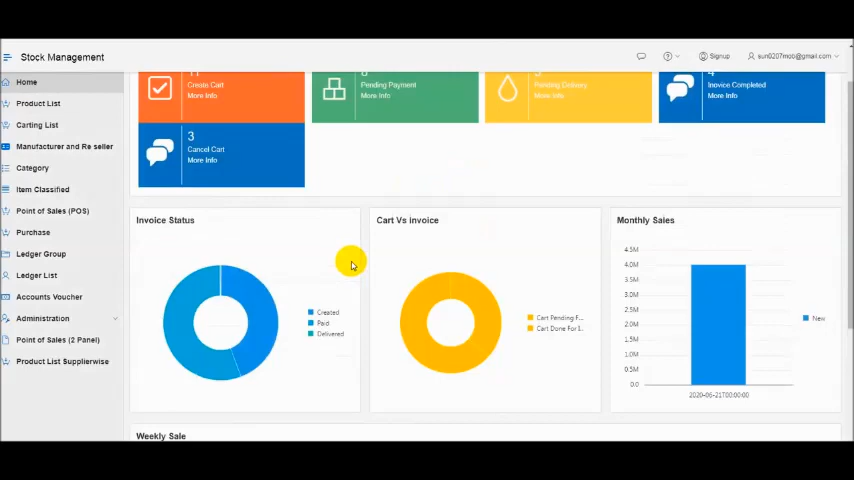 Stock Management
Signup
sun6207mob@gmail.com
Home
Product List
Carting List
Manufacturer and Re seller
Category
Item Classified
Point of Sales (POS)
Purchase
Ledger Group
Ledger List
Accounts Voucher
Administration
Point of Sales (2 Panel)
Product List Supplierwise
Create Cart
More Info
Pending Payment
More Info
Pending Delivery
More Info
Invoice Completed
More Info
3
Cancel Cart
More Info
Invoice Status
Created
Paid
Delivered
Cart Vs invoice
Cart Pending F...
Cart Done For I..
Monthly Sales
4.5M
4.0M
3.5M
3.0M
2.5M
2.0M
1.5M
1.0M
0.5M
0.0
New
2020-06-21T00:00:00
Weekly Sale